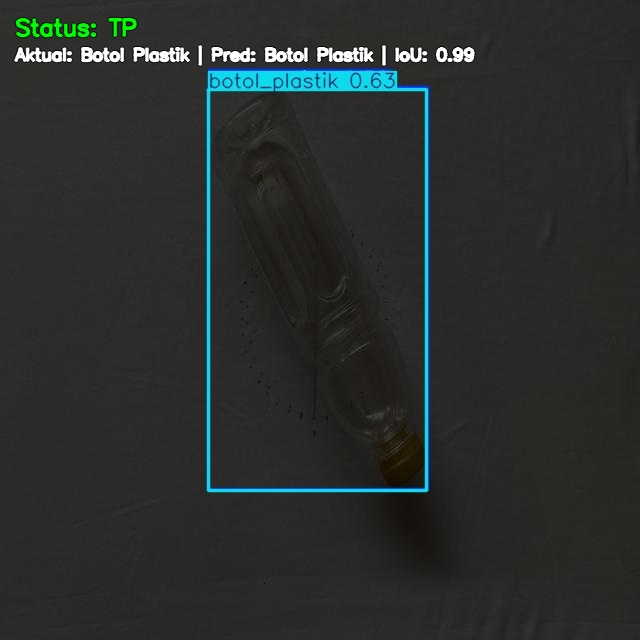 Status: TP
Aktual: Botol Plastik | Pred: Botol Plastik | IoU: 0.99
botol_plastik 0.63